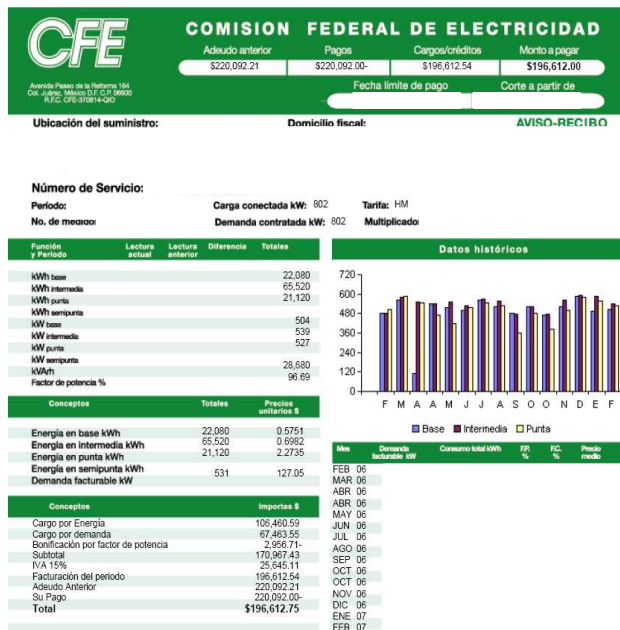 CFE
COMISION FEDERAL DE ELECTRICIDAD
Adeudo anterior Pagos Cargos/créditos Monto a pagar
$220,092.21 $220,092.00- $196,612.54 $196,612.00
Fecha límite de pago Corte a partir de
Avenida Paseo de la Reforma 164
Col. Juárez, México D.F. C.P. 06600
R.F.C. CFE-370814-QIO
Ubicación del suministro: Domicilio fiscal: AVISO-RECIBO
Número de Servicio:
Período: Carga conectada kW: 802 Tarifa: HM
No. de medidor Demanda contratada kW: 802 Multiplicador
Función y Período Lectura actual Lectura anterior Diferencia Totales
kWh base 22,080
kWh intermedia 65,520
kWh punta 21,120
kWh semipunta
kW base 504
kW intermedia 539
kW punta 527
kW semipunta
kVArh 28,680
Factor de potencia % 96.69
Datos históricos
720
600
480
360
240
120
0
F M A A M J J A S O O N D E F
Base Intermedia Punta
Conceptos Totales Precios unitarios $
Energía en base kWh 22,080 0.5751
Energía en intermedia kWh 65,520 0.6982
Energía en punta kWh 21,120 2.2735
Energía en semipunta kWh
Demanda facturable kW 531 127.05
Conceptos Importes $
Cargo por Energía 106,460.59
Cargo por demanda 67,463.55
Bonificación por factor de potencia 2,956.71-
Subtotal 170,967.43
IVA 15% 25,645.11
Facturación del periodo 196,612.54
Adeudo Anterior 220,092.21
Su Pago 220,092.00-
Total $196,612.75
Mes Demanda facturable kW Consumo total kWh F.P. % F.C. % Precio medio
FEB 06
MAR 06
ABR 06
ABR 06
MAY 06
JUN 06
JUL 06
AGO 06
SEP 06
OCT 06
OCT 06
NOV 06
DIC 06
ENE 07
FEB 07